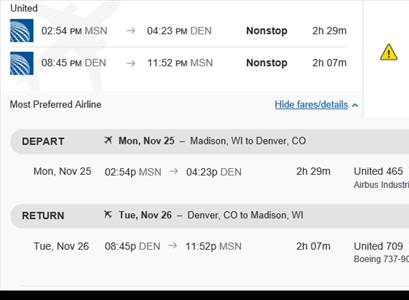 United
02:54 PM MSN → 04:23 PM DEN Nonstop 2h 29m
08:45 PM DEN → 11:52 PM MSN Nonstop 2h 07m
Most Preferred Airline Hide fares/details
DEPART Mon, Nov 25 – Madison, WI to Denver, CO
Mon, Nov 25 02:54p MSN → 04:23p DEN 2h 29m United 465
Airbus Industri
RETURN Tue, Nov 26 – Denver, CO to Madison, WI
Tue, Nov 26 08:45p DEN → 11:52p MSN 2h 07m United 709
Boeing 737-90